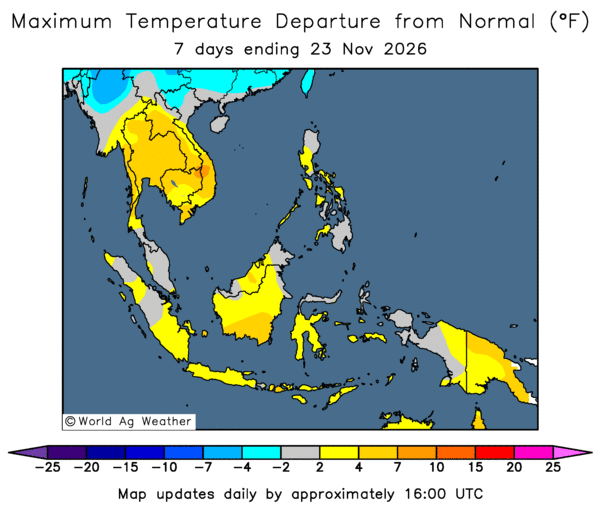 Maximum Temperature Departure from Normal (°F)
7 days ending 23 Nov 2026
©World Ag Weather
-25 -20 -15 -10 -7 -4 -2 2 4 7 10 15 20 25
Map updates daily by approximately 16:00 UTC